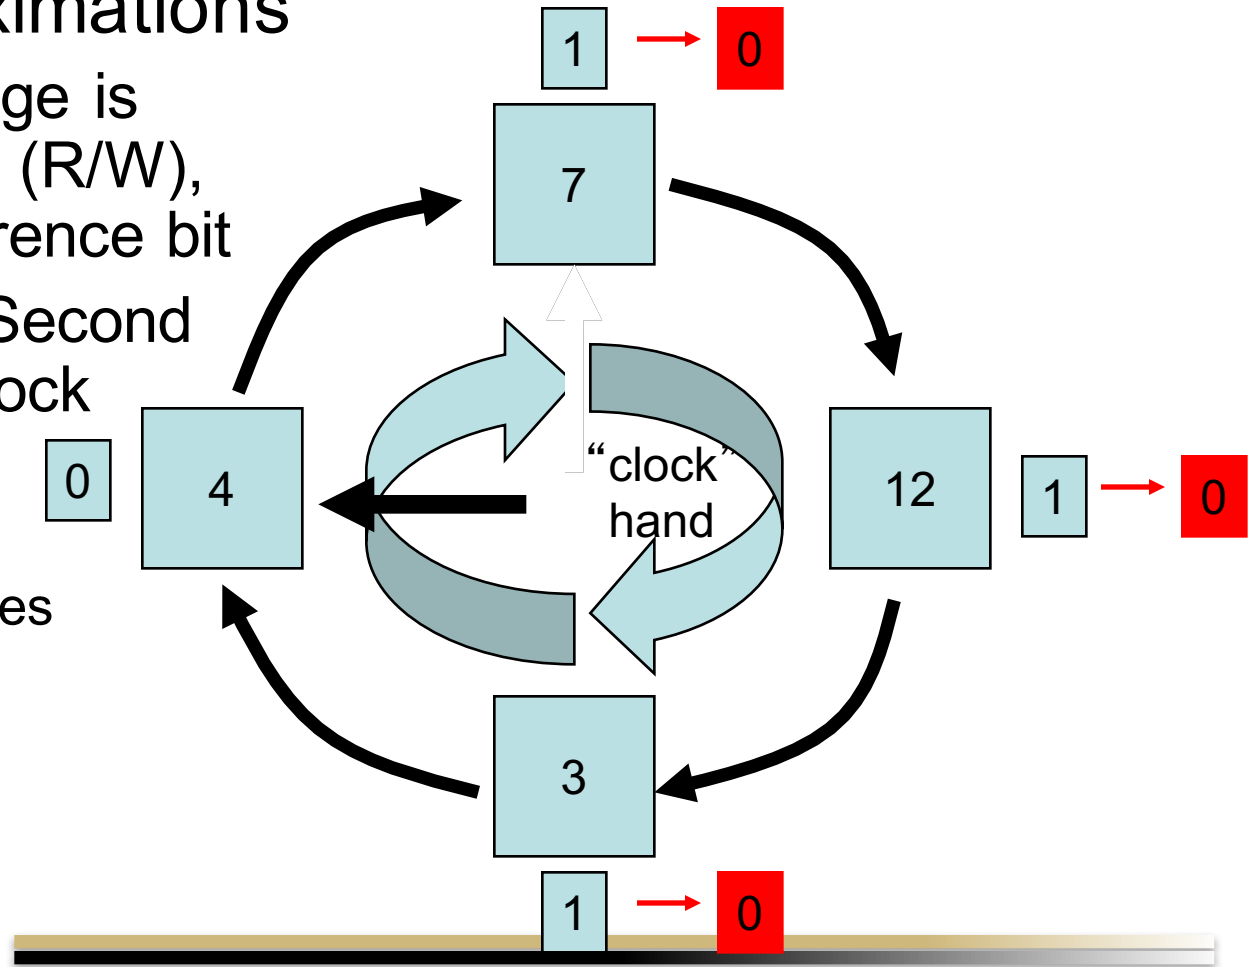 ximations
ge is
(R/W),
rence bit
Second
ock
es
1 0
7
“clock”
hand
0 4
12 1 0
3
1 0